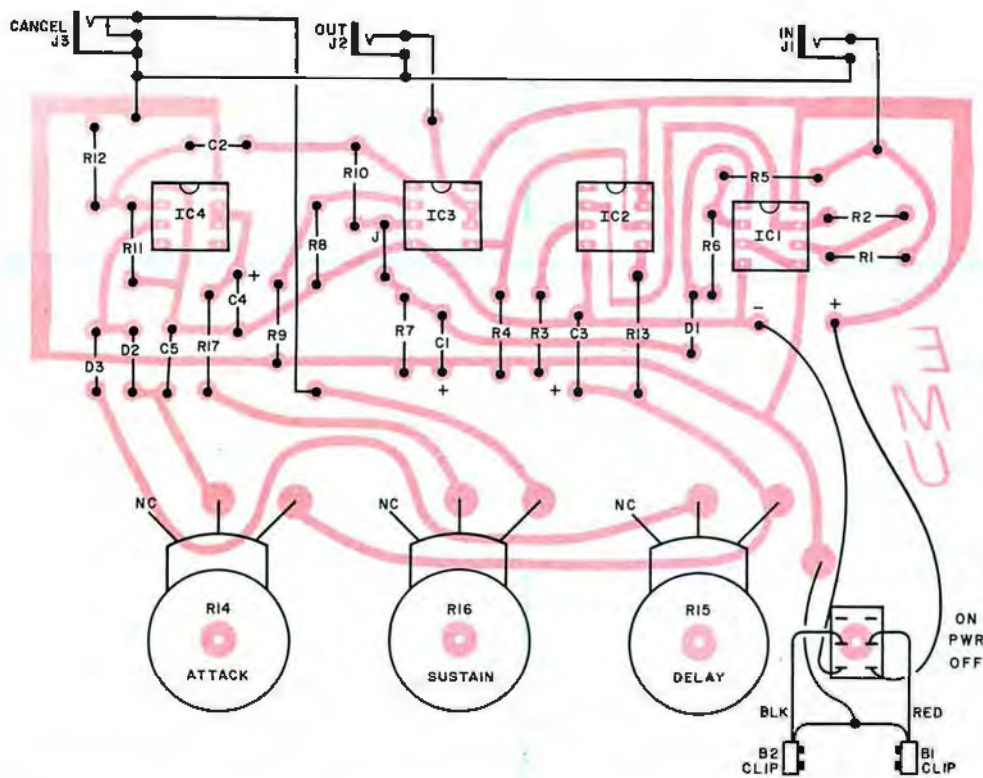 CANCEL
J3
OUT
J2
IN
J1
R12
C2
R10
R5
IC4
IC3
IC2
IC1
R2
R11
R8
J
R6
R1
+
C4
R17
R9
R7
C1
R4
R3
C3
R13
D1
-
+
D3
D2
C5
+
+
EMU
NC
NC
NC
R14
R16
R15
ATTACK
SUSTAIN
DELAY
ON
PWR
OFF
BLK
RED
B2
CLIP
B1
CLIP